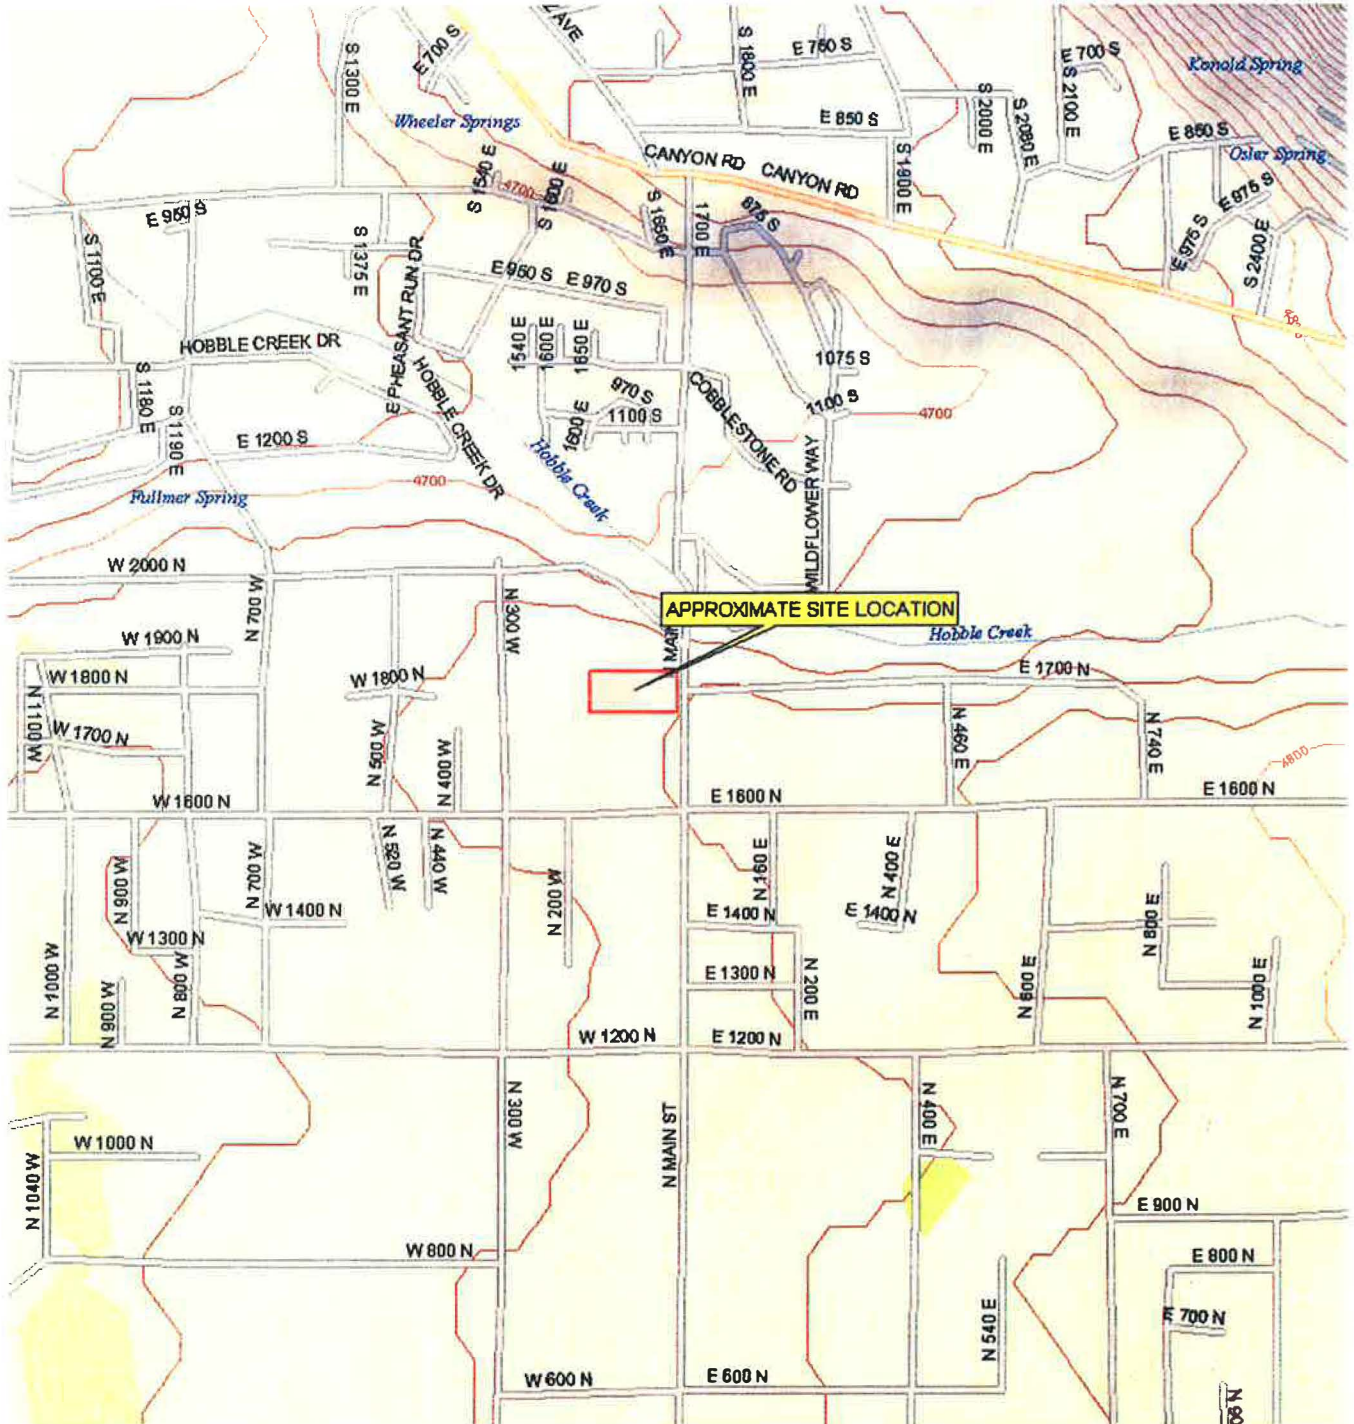 Z AVE
S 1300 E
E 700 S
S 1800 E
E 750 S
E 700 S
S 2100 E
Konold Spring
Wheeler Springs
E 850 S
S 2000 E
S 2080 E
E 850 S
Osler Spring
S 1900 E
CANYON RD
CANYON RD
S 1540 E
4700
S 1600 E
S 1650 E
1700 E
875 S
E 975 S
E 975 S
S 2400 E
E 950 S
S 1100 E
S 1375 E
E PHEASANT RUN DR
E 950 S
E 970 S
HOBBLE CREEK DR
1540 E
1600 E
1650 E
1075 S
S 1180 E
S 1190 E
HOBBLE CREEK DR
970 S
1100 S
1600 E
COBBLESTONE RD
1100 S
4700
E 1200 S
Hobble Creek
WILDFLOWER WAY
Fullmer Spring
4700
W 2000 N
N 700 W
N 300 W
APPROXIMATE SITE LOCATION
MAIN
Hobble Creek
W 1900 N
W 1800 N
W 1800 N
E 1700 N
N 1100 W
W 1700 N
N 500 W
N 400 W
N 460 E
N 740 E
4800
W 1600 N
E 1600 N
E 1600 N
N 900 W
N 700 W
N 520 W
N 440 W
N 200 W
N 160 E
N 400 E
N 800 E
W 1400 N
E 1400 N
E 1400 N
W 1300 N
E 1300 N
N 1000 W
N 900 W
N 800 W
N 200 E
N 600 E
N 1000 E
W 1200 N
E 1200 N
N 300 W
N MAIN ST
N 400 E
N 700 E
W 1000 N
N 1040 W
E 900 N
W 800 N
E 800 N
N 540 E
E 700 N
W 600 N
E 600 N